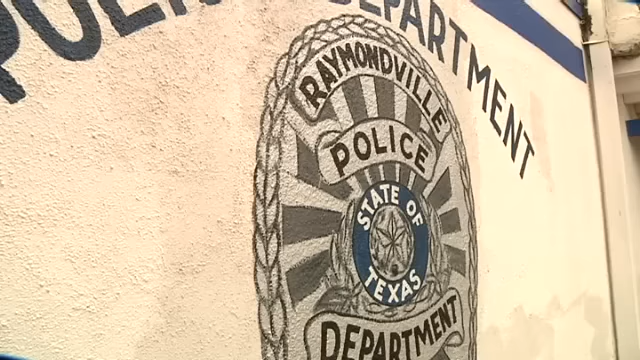 DEPARTMENT
RAYMONDVILLE
POLICE
STATE OF
TEXAS
DEPARTMENT